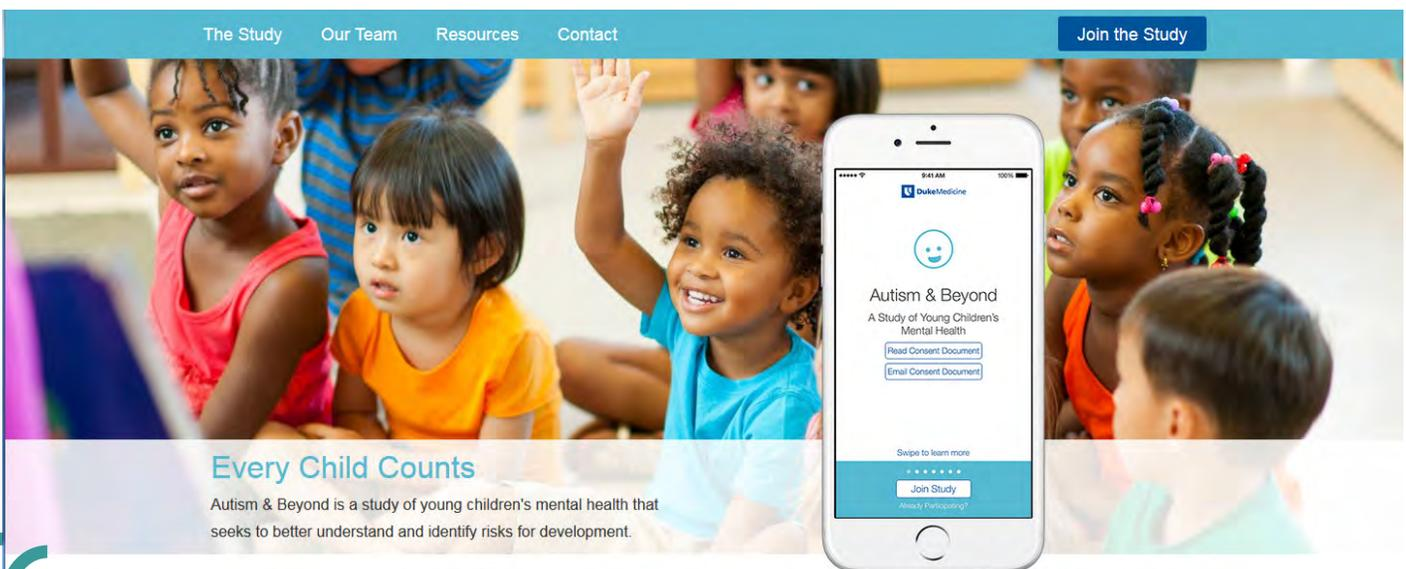 The Study Our Team Resources Contact Join the Study
9:41 AM 100%
DukeMedicine
Autism & Beyond
A Study of Young Children's
Mental Health
Read Consent Document
Email Consent Document
Swipe to learn more
Join Study
Already Participating?
Every Child Counts
Autism & Beyond is a study of young children's mental health that
seeks to better understand and identify risks for development.